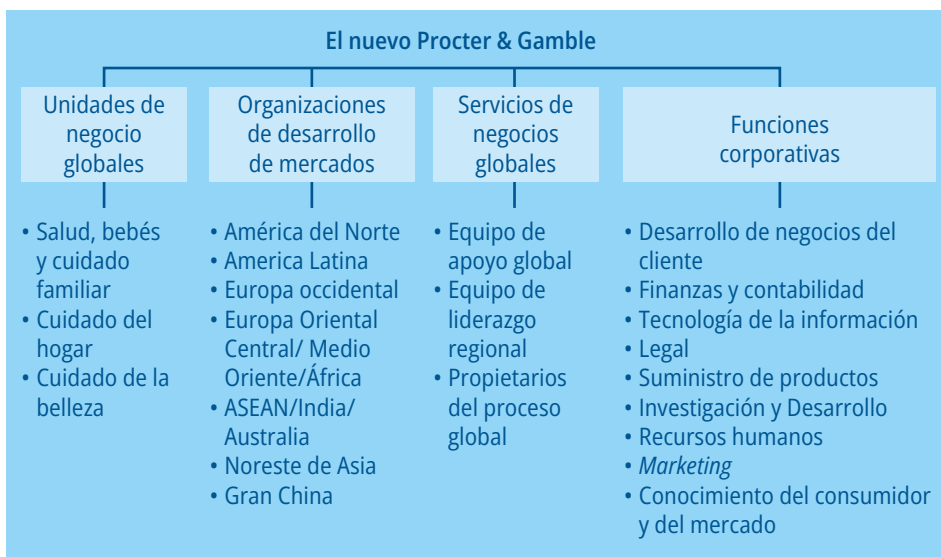 El nuevo Procter & Gamble
Unidades de
negocio
globales
• Salud, bebés
y cuidado
familiar
• Cuidado del
hogar
• Cuidado de la
belleza
Organizaciones
de desarrollo
de mercados
• América del Norte
• America Latina
• Europa occidental
• Europa Oriental
Central/ Medio
Oriente/África
• ASEAN/India/
Australia
• Noreste de Asia
• Gran China
Servicios de
negocios
globales
• Equipo de
apoyo global
• Equipo de
liderazgo
regional
• Propietarios
del proceso
global
Funciones
corporativas
• Desarrollo de negocios del
cliente
• Finanzas y contabilidad
• Tecnología de la información
• Legal
• Suministro de productos
• Investigación y Desarrollo
• Recursos humanos
• Marketing
• Conocimiento del consumidor
y del mercado